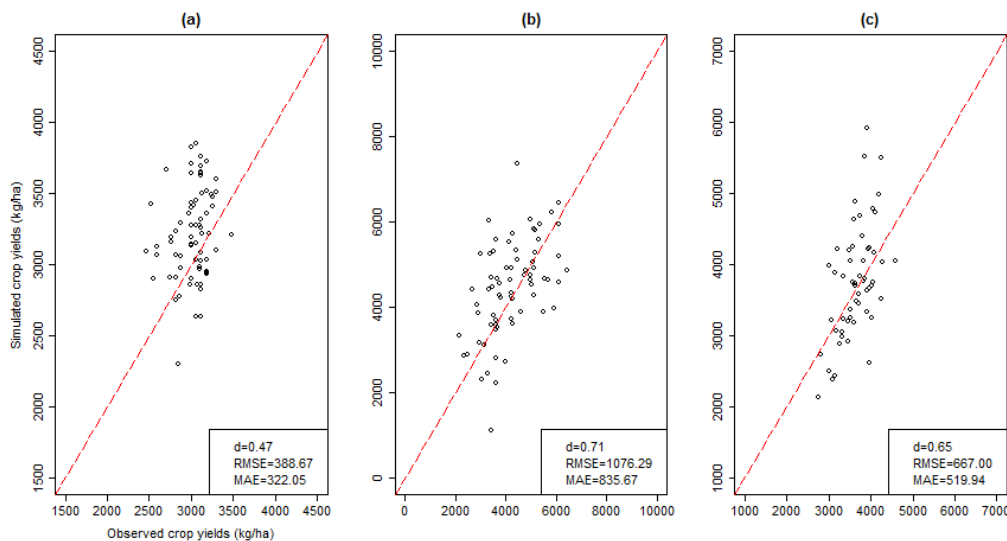 (a)
(b)
(c)
Simulated crop yields (kg/ha)
4500
4000
3500
3000
2500
2000
1500
d=0.47
RMSE=388.67
MAE=322.05
1500 2000 2500 3000 3500 4000 4500
Observed crop yields (kg/ha)
10000
8000
6000
4000
2000
0
d=0.71
RMSE=1076.29
MAE=835.67
0 2000 4000 6000 8000 10000
7000
6000
5000
4000
3000
2000
1000
d=0.65
RMSE=667.00
MAE=519.94
1000 2000 3000 4000 5000 6000 7000